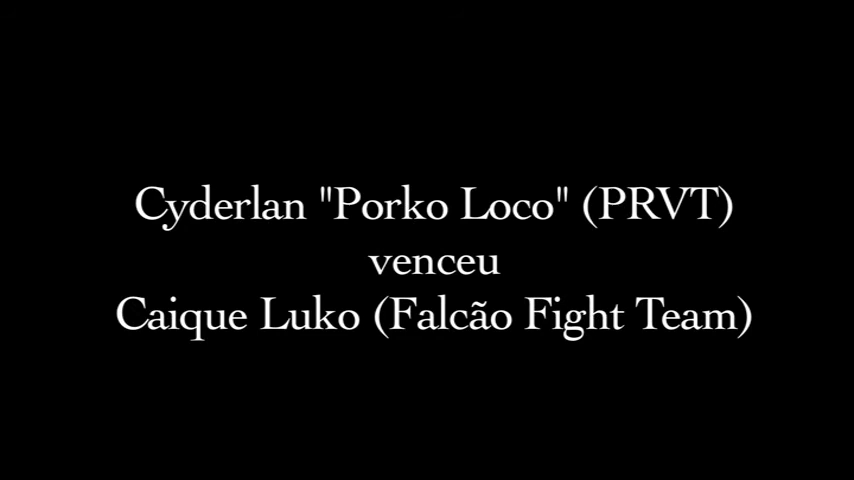 Cyderlan "Porko Loco" (PRVT)
venceu
Caique Luko (Falcão Fight Team)